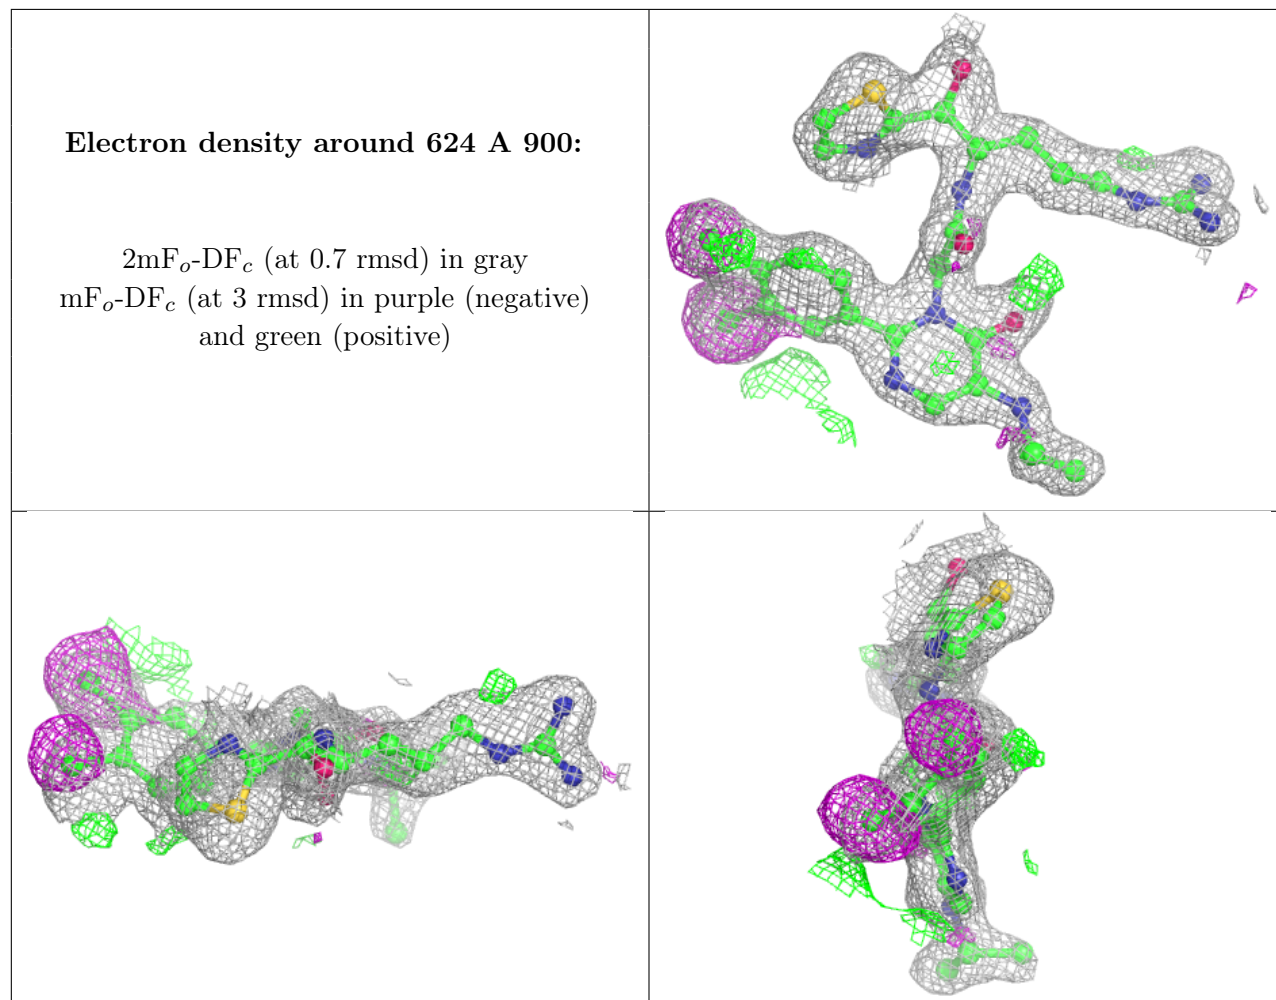 Electron density around 624 A 900:
2mFo-DFc (at 0.7 rmsd) in gray
mFo-DFc (at 3 rmsd) in purple (negative)
and green (positive)